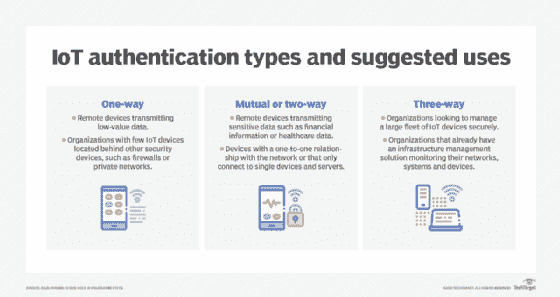 IoT authentication types and suggested uses
One-way
Remote devices transmitting
low-value data.
Organizations with few IoT devices
located behind other security
devices, such as firewalls or
private networks.
Mutual or two-way
Remote devices transmitting
sensitive data such as financial
information or healthcare data.
Devices with a one-to-one relation-
ship with the network or that only
connect to single devices and servers.
Three-way
Organizations looking to manage
a large fleet of IoT devices securely.
Organizations that already have
an infrastructure management
solution monitoring their networks,
systems and devices.
TechTarget